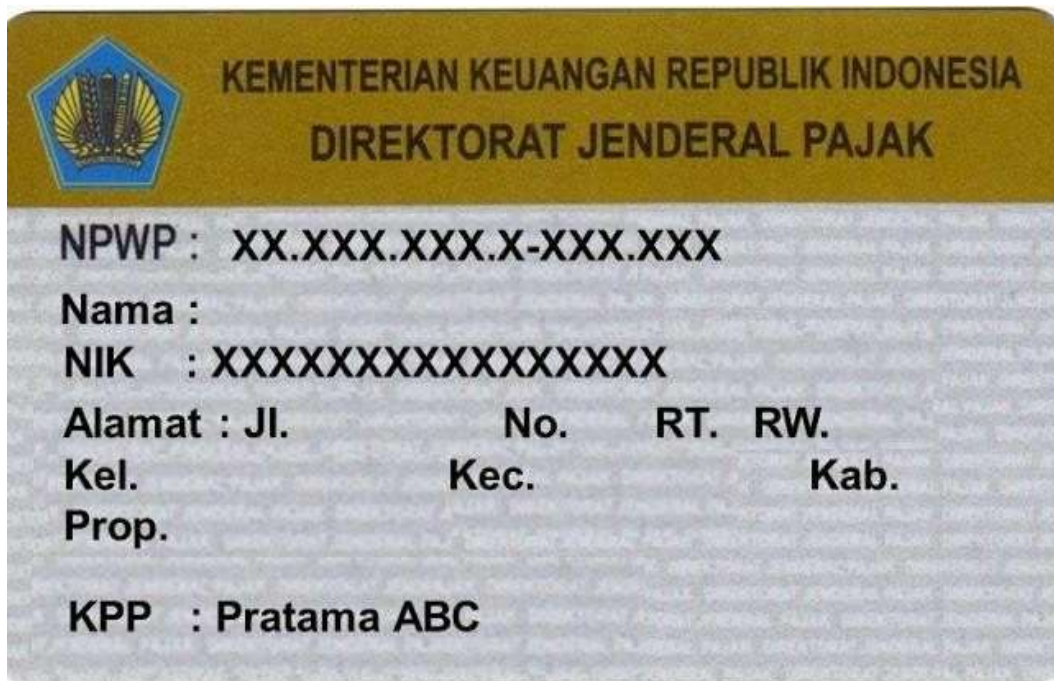 KEMENTERIAN KEUANGAN REPUBLIK INDONESIA
DIREKTORAT JENDERAL PAJAK
NPWP : XX.XXX.XXX.X-XXX.XXX
Nama :
NIK : XXXXXXXXXXXXXXXX
Alamat : Jl. No. RT. RW.
Kel. Kec. Kab.
Prop.
KPP : Pratama ABC